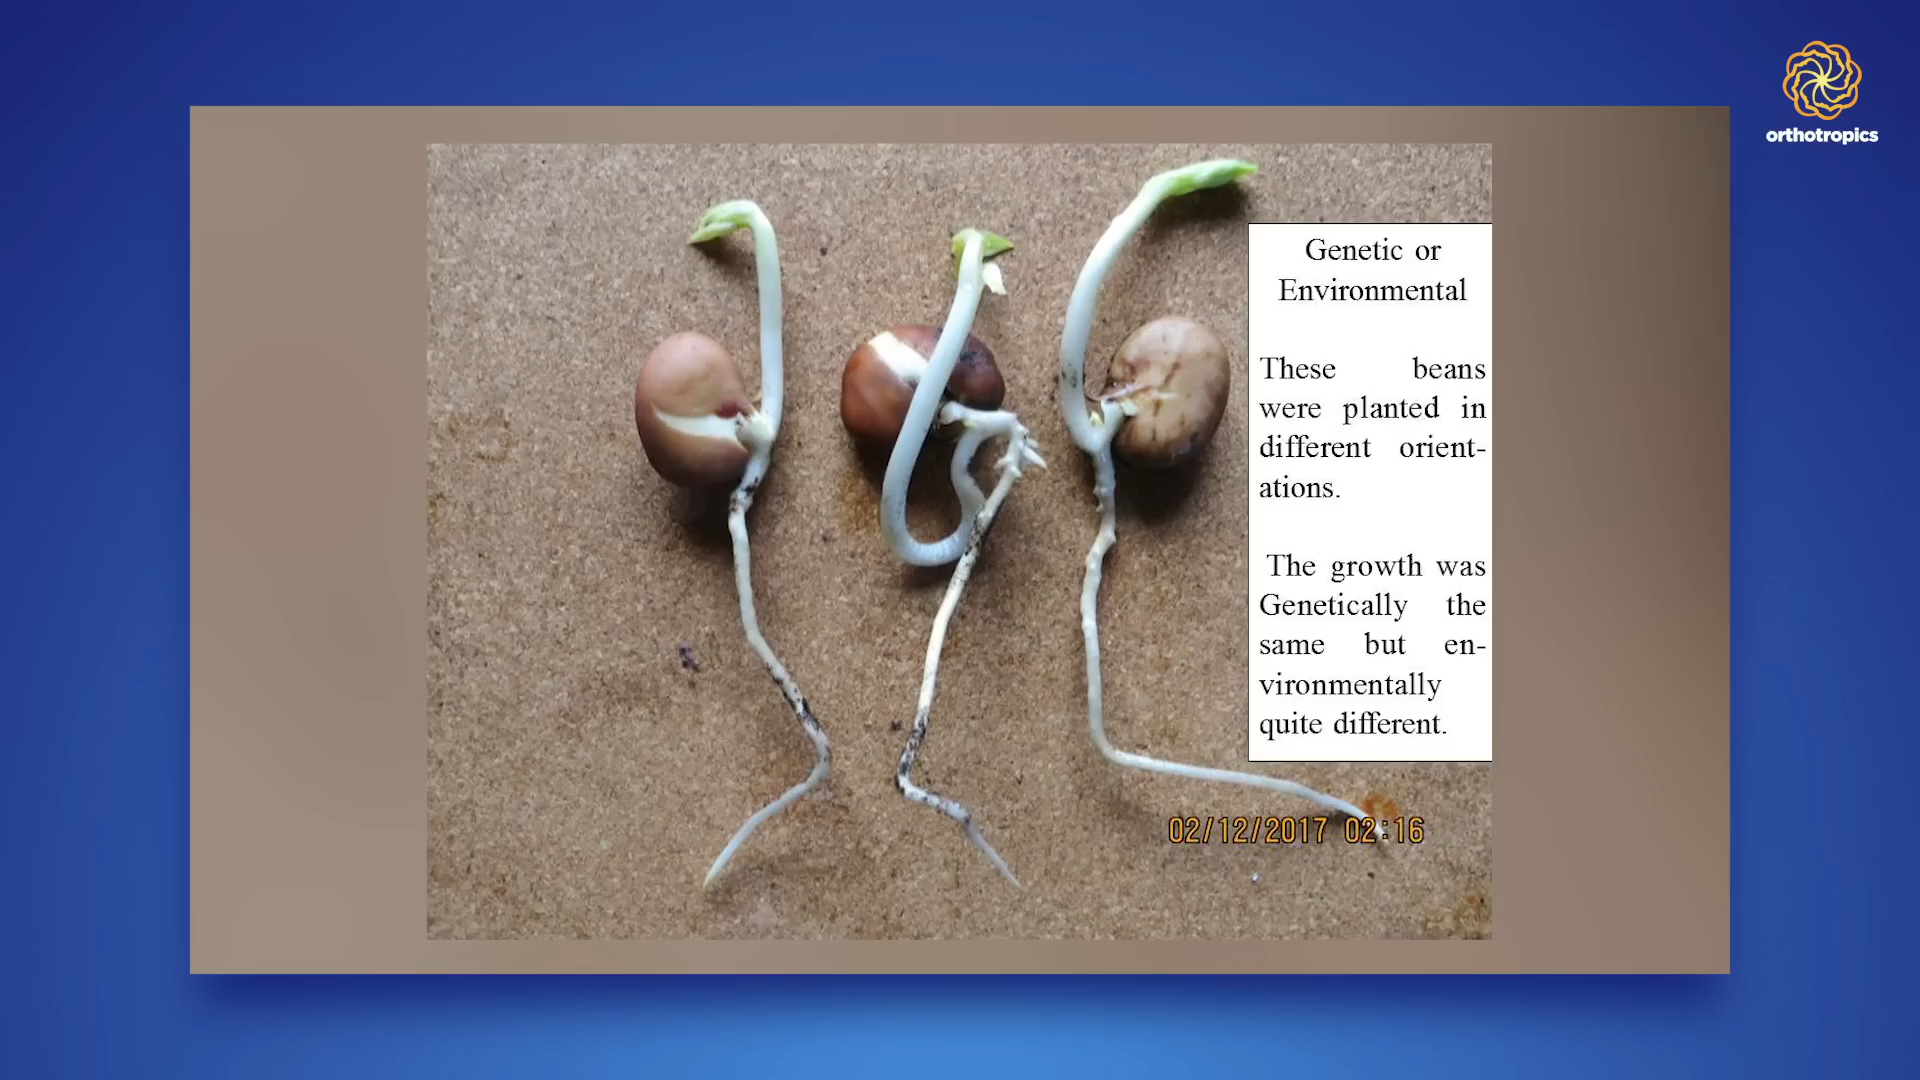 orthotropics
Genetic or
Environmental
These beans
were planted in
different orient-
ations.
The growth was
Genetically the
same but en-
vironmentally
quite different.
02/12/2017 02:16